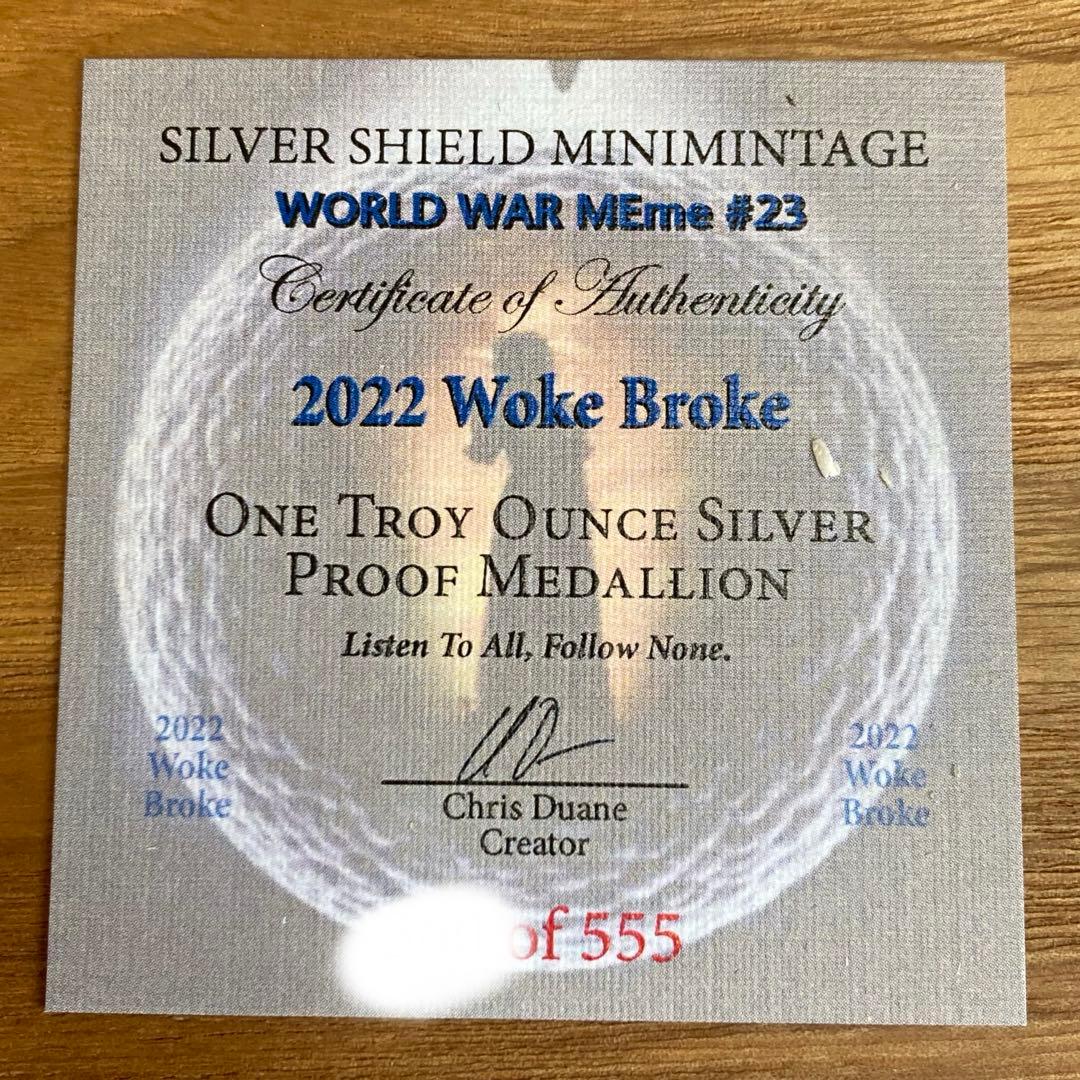 SILVER SHIELD MINIMINTAGE
WORLD WAR MEme #23
Certificate of Authenticity
2022 Woke Broke
ONE TROY OUNCE SILVER
PROOF MEDALLION
Listen To All, Follow None.
2022
Woke
Broke
2022
Woke
Broke
Chris Duane
Creator
of 555